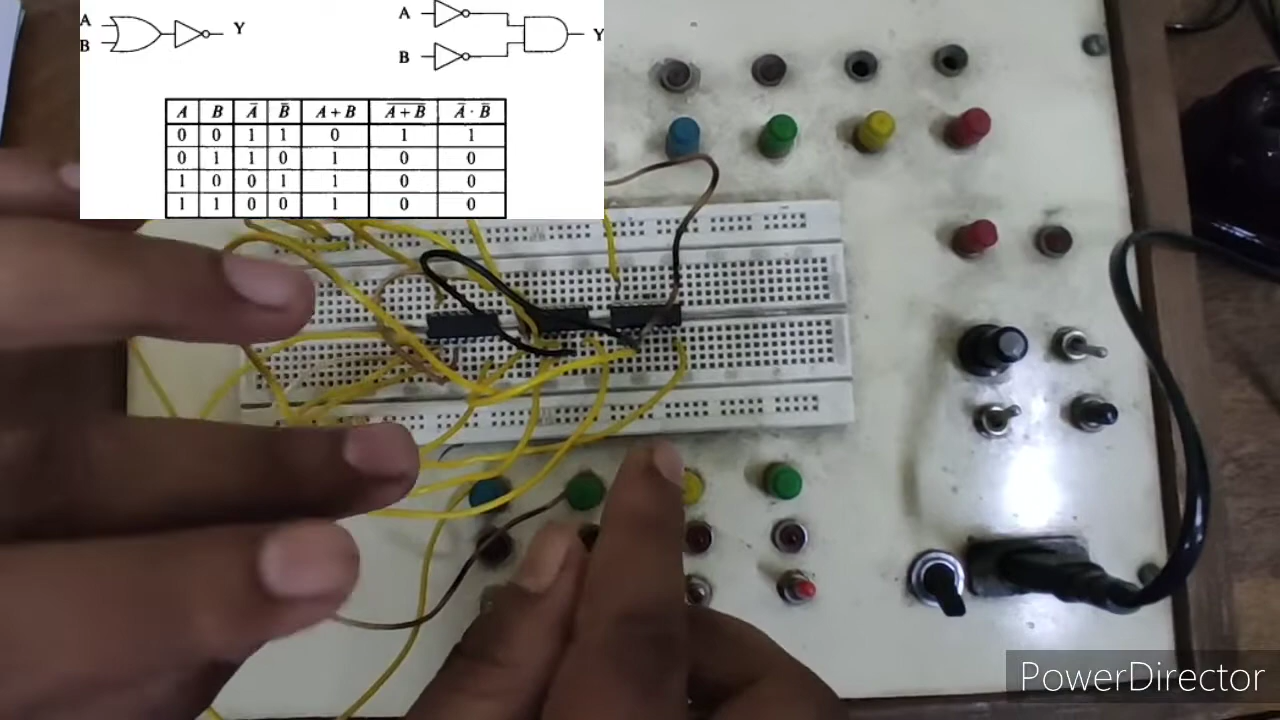 A
B
Y
A
B
Y
A B A̅ B̅ A + B \overline{A + B} A̅ · B̅
0 0 1 1 0 1 1
0 1 1 0 1 0 0
1 0 0 1 1 0 0
1 1 0 0 1 0 0
PowerDirector